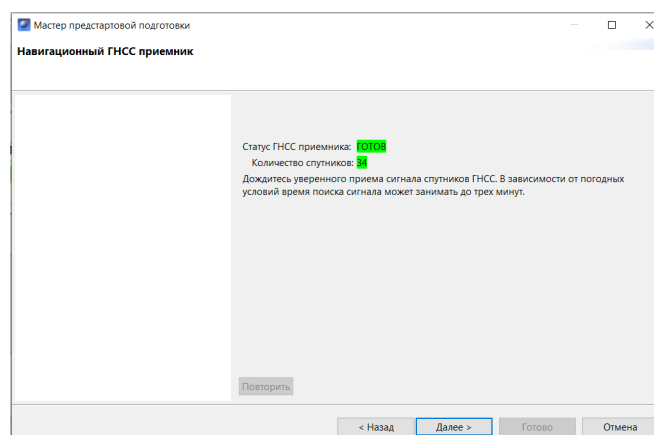 Мастер предстартовой подготовки
Навигационный ГНСС приемник
Статус ГНСС приемника: ГОТОВ
Количество спутников: 34
Дождитесь уверенного приема сигнала спутников ГНСС. В зависимости от погодных
условий время поиска сигнала может занимать до трех минут.
Повторить
< Назад Далее > Готово Отмена